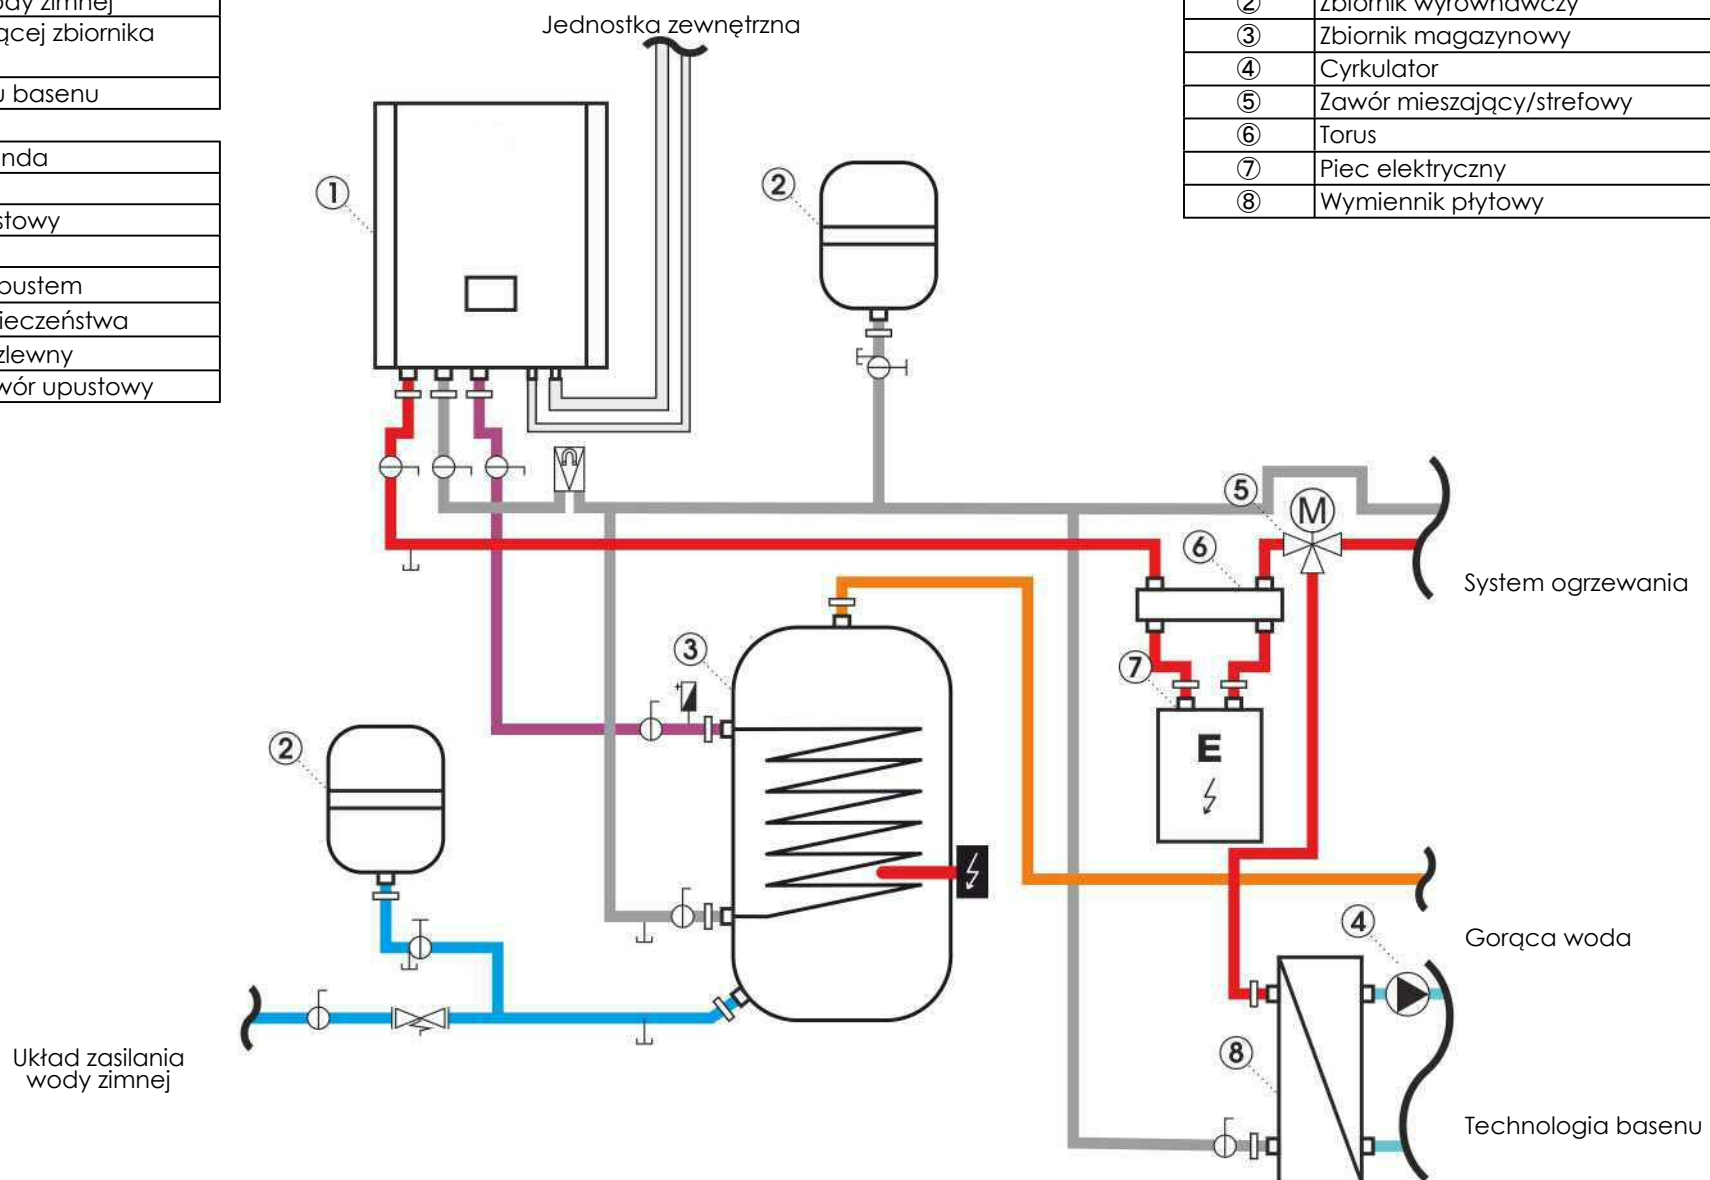 ody zimnej
ącej zbiornika
u basenu
nda
stowy
pustem
ieczeństwa
zlewny
wór upustowy
Jednostka zewnętrzna
② Zbiornik wyrównawczy
③ Zbiornik magazynowy
④ Cyrkulator
⑤ Zawór mieszający/strefowy
⑥ Torus
⑦ Piec elektryczny
⑧ Wymiennik płytowy
①
②
⑤
M
⑥
System ogrzewania
③
⑦
E
②
④
Gorąca woda
Układ zasilania
wody zimnej
⑧
Technologia basenu